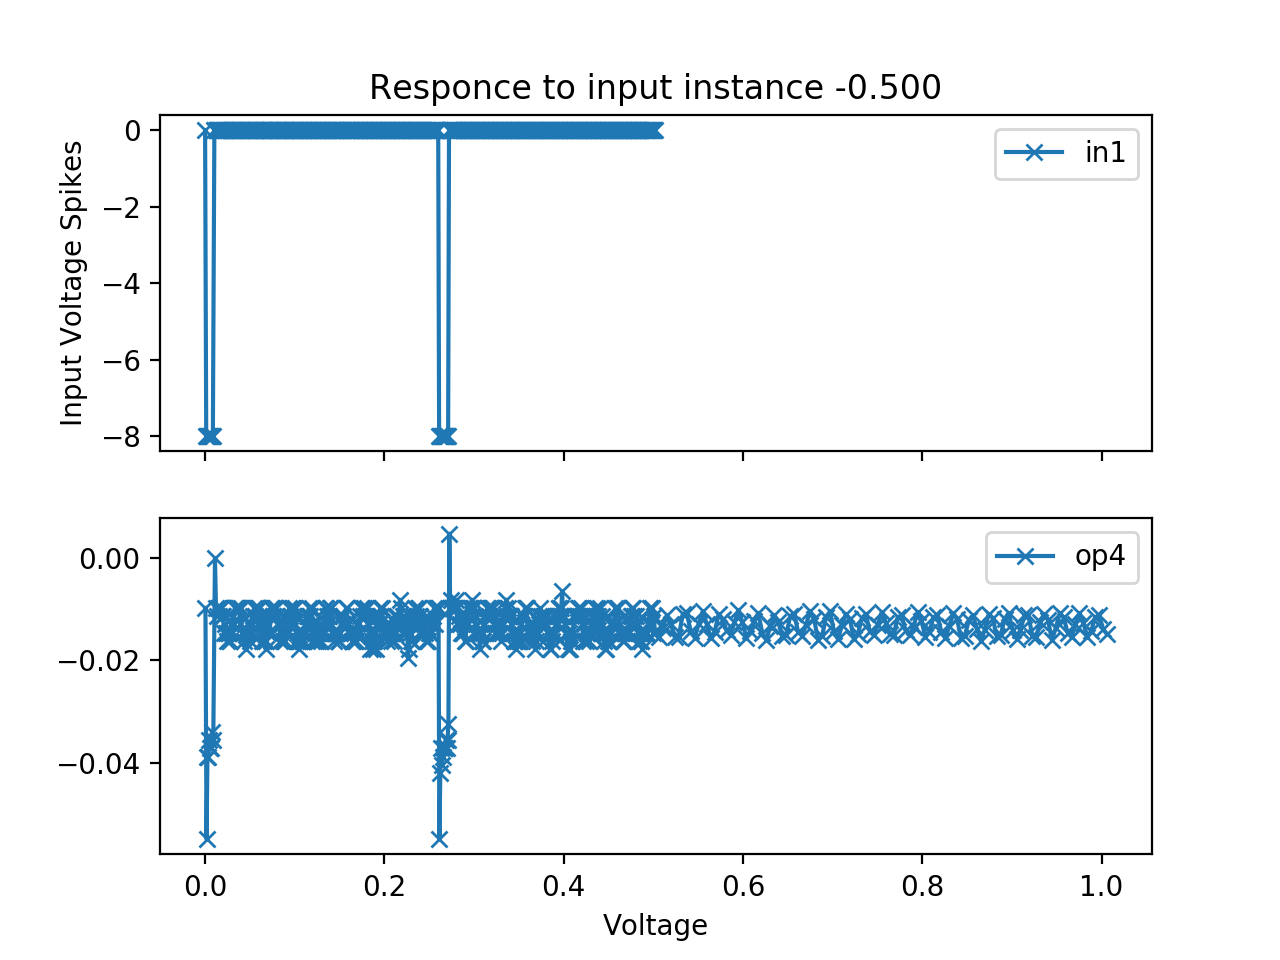 Responce to input instance -0.500
Input Voltage Spikes
0
−2
−4
−6
−8
in1
0.00
−0.02
−0.04
op4
0.0 0.2 0.4 0.6 0.8 1.0
Voltage